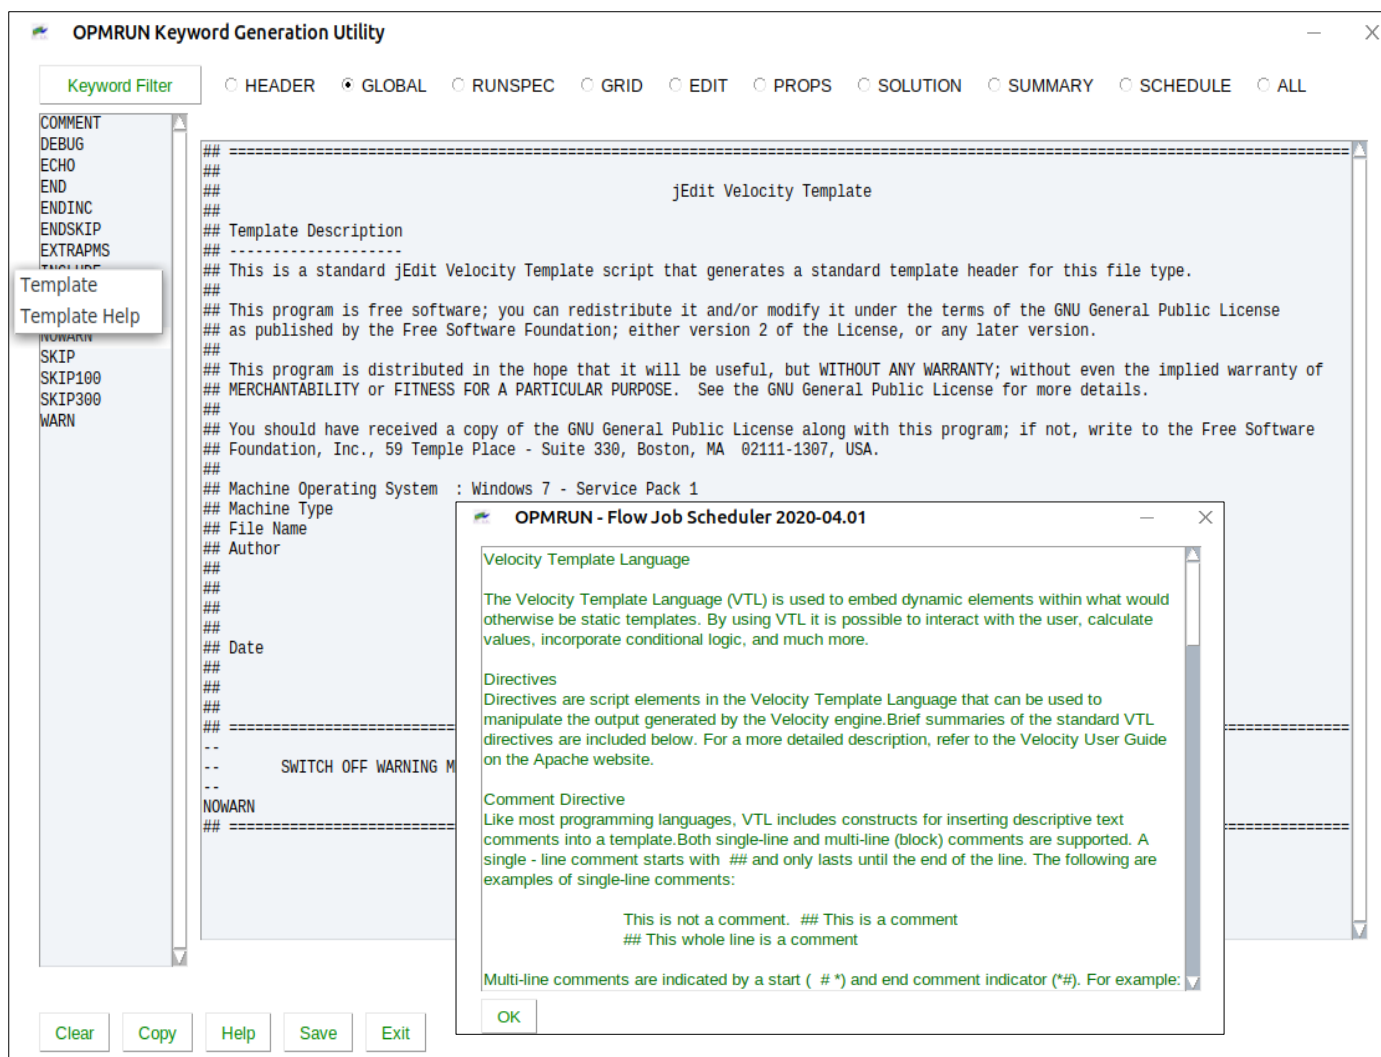 OPMRUN Keyword Generation Utility
Keyword Filter
HEADER GLOBAL RUNSPEC GRID EDIT PROPS SOLUTION SUMMARY SCHEDULE ALL
COMMENT
DEBUG
ECHO
END
ENDINC
ENDSKIP
EXTRAPMS
INCLUDE
Template
Template Help
NOWARN
SKIP
SKIP100
SKIP300
WARN
## =================================================================================================================================
##
## jEdit Velocity Template
##
## Template Description
## --------------------
## This is a standard jEdit Velocity Template script that generates a standard template header for this file type.
##
## This program is free software; you can redistribute it and/or modify it under the terms of the GNU General Public License
## as published by the Free Software Foundation; either version 2 of the License, or any later version.
##
## This program is distributed in the hope that it will be useful, but WITHOUT ANY WARRANTY; without even the implied warranty of
## MERCHANTABILITY or FITNESS FOR A PARTICULAR PURPOSE.  See the GNU General Public License for more details.
##
## You should have received a copy of the GNU General Public License along with this program; if not, write to the Free Software
## Foundation, Inc., 59 Temple Place - Suite 330, Boston, MA  02111-1307, USA.
##
## Machine Operating System  : Windows 7 - Service Pack 1
## Machine Type
## File Name
## Author
##
##
##
##
## Date
##
##
##
## =================================================================================================================================
--
-- SWITCH OFF WARNING M
--
NOWARN
## =================================================================================================================================
OPMRUN - Flow Job Scheduler 2020-04.01
Velocity Template Language
The Velocity Template Language (VTL) is used to embed dynamic elements within what would
otherwise be static templates. By using VTL it is possible to interact with the user, calculate
values, incorporate conditional logic, and much more.
Directives
Directives are script elements in the Velocity Template Language that can be used to
manipulate the output generated by the Velocity engine.Brief summaries of the standard VTL
directives are included below. For a more detailed description, refer to the Velocity User Guide
on the Apache website.
Comment Directive
Like most programming languages, VTL includes constructs for inserting descriptive text
comments into a template.Both single-line and multi-line (block) comments are supported. A
single - line comment starts with  ## and only lasts until the end of the line. The following are
examples of single-line comments:
This is not a comment.  ## This is a comment
## This whole line is a comment
Multi-line comments are indicated by a start (  # *) and end comment indicator (*#). For example:
OK
Clear Copy Help Save Exit